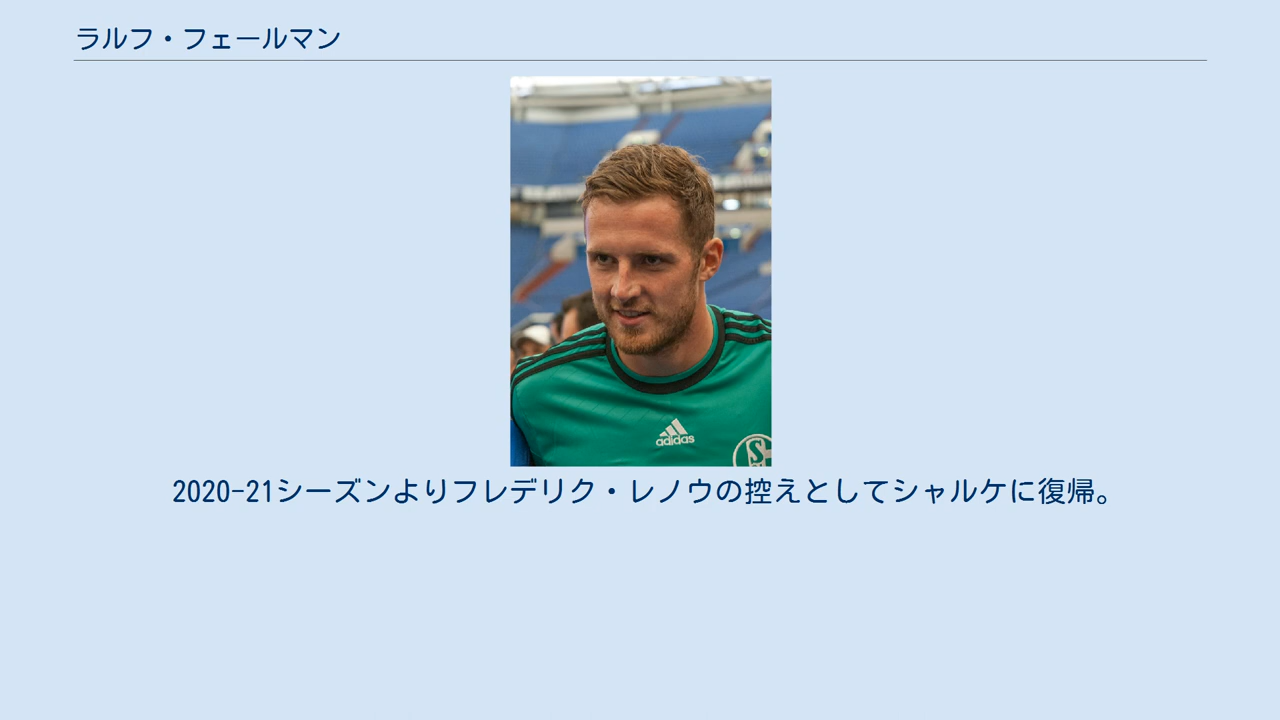 ラルフ・フェールマン
adidas
S
2020-21シーズンよりフレデリク・レノウの控えとしてシャルケに復帰。